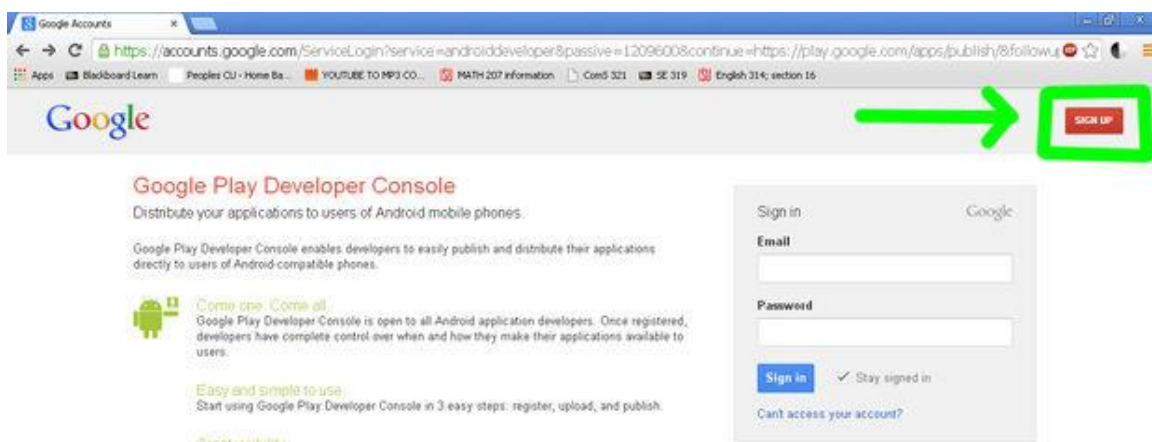 Google Accounts
https://accounts.google.com/ServiceLogin?service=androiddeveloper&passive=1209600&continue=https://play.google.com/apps/publish/&followup
Apps Blackboard Learn Peoples CU - Home Ba... YOUTUBE TO MP3 CO... MATH 207 information ComS 321 SE 319 English 314; section 16
Google
SIGN UP
Google Play Developer Console
Distribute your applications to users of Android mobile phones.
Google Play Developer Console enables developers to easily publish and distribute their applications
directly to users of Android-compatible phones.
Come one. Come all.
Google Play Developer Console is open to all Android application developers. Once registered,
developers have complete control over when and how they make their applications available to
users.
Easy and simple to use.
Start using Google Play Developer Console in 3 easy steps: register, upload, and publish.
Sign in Google
Email
Password
Sign in Stay signed in
Can't access your account?